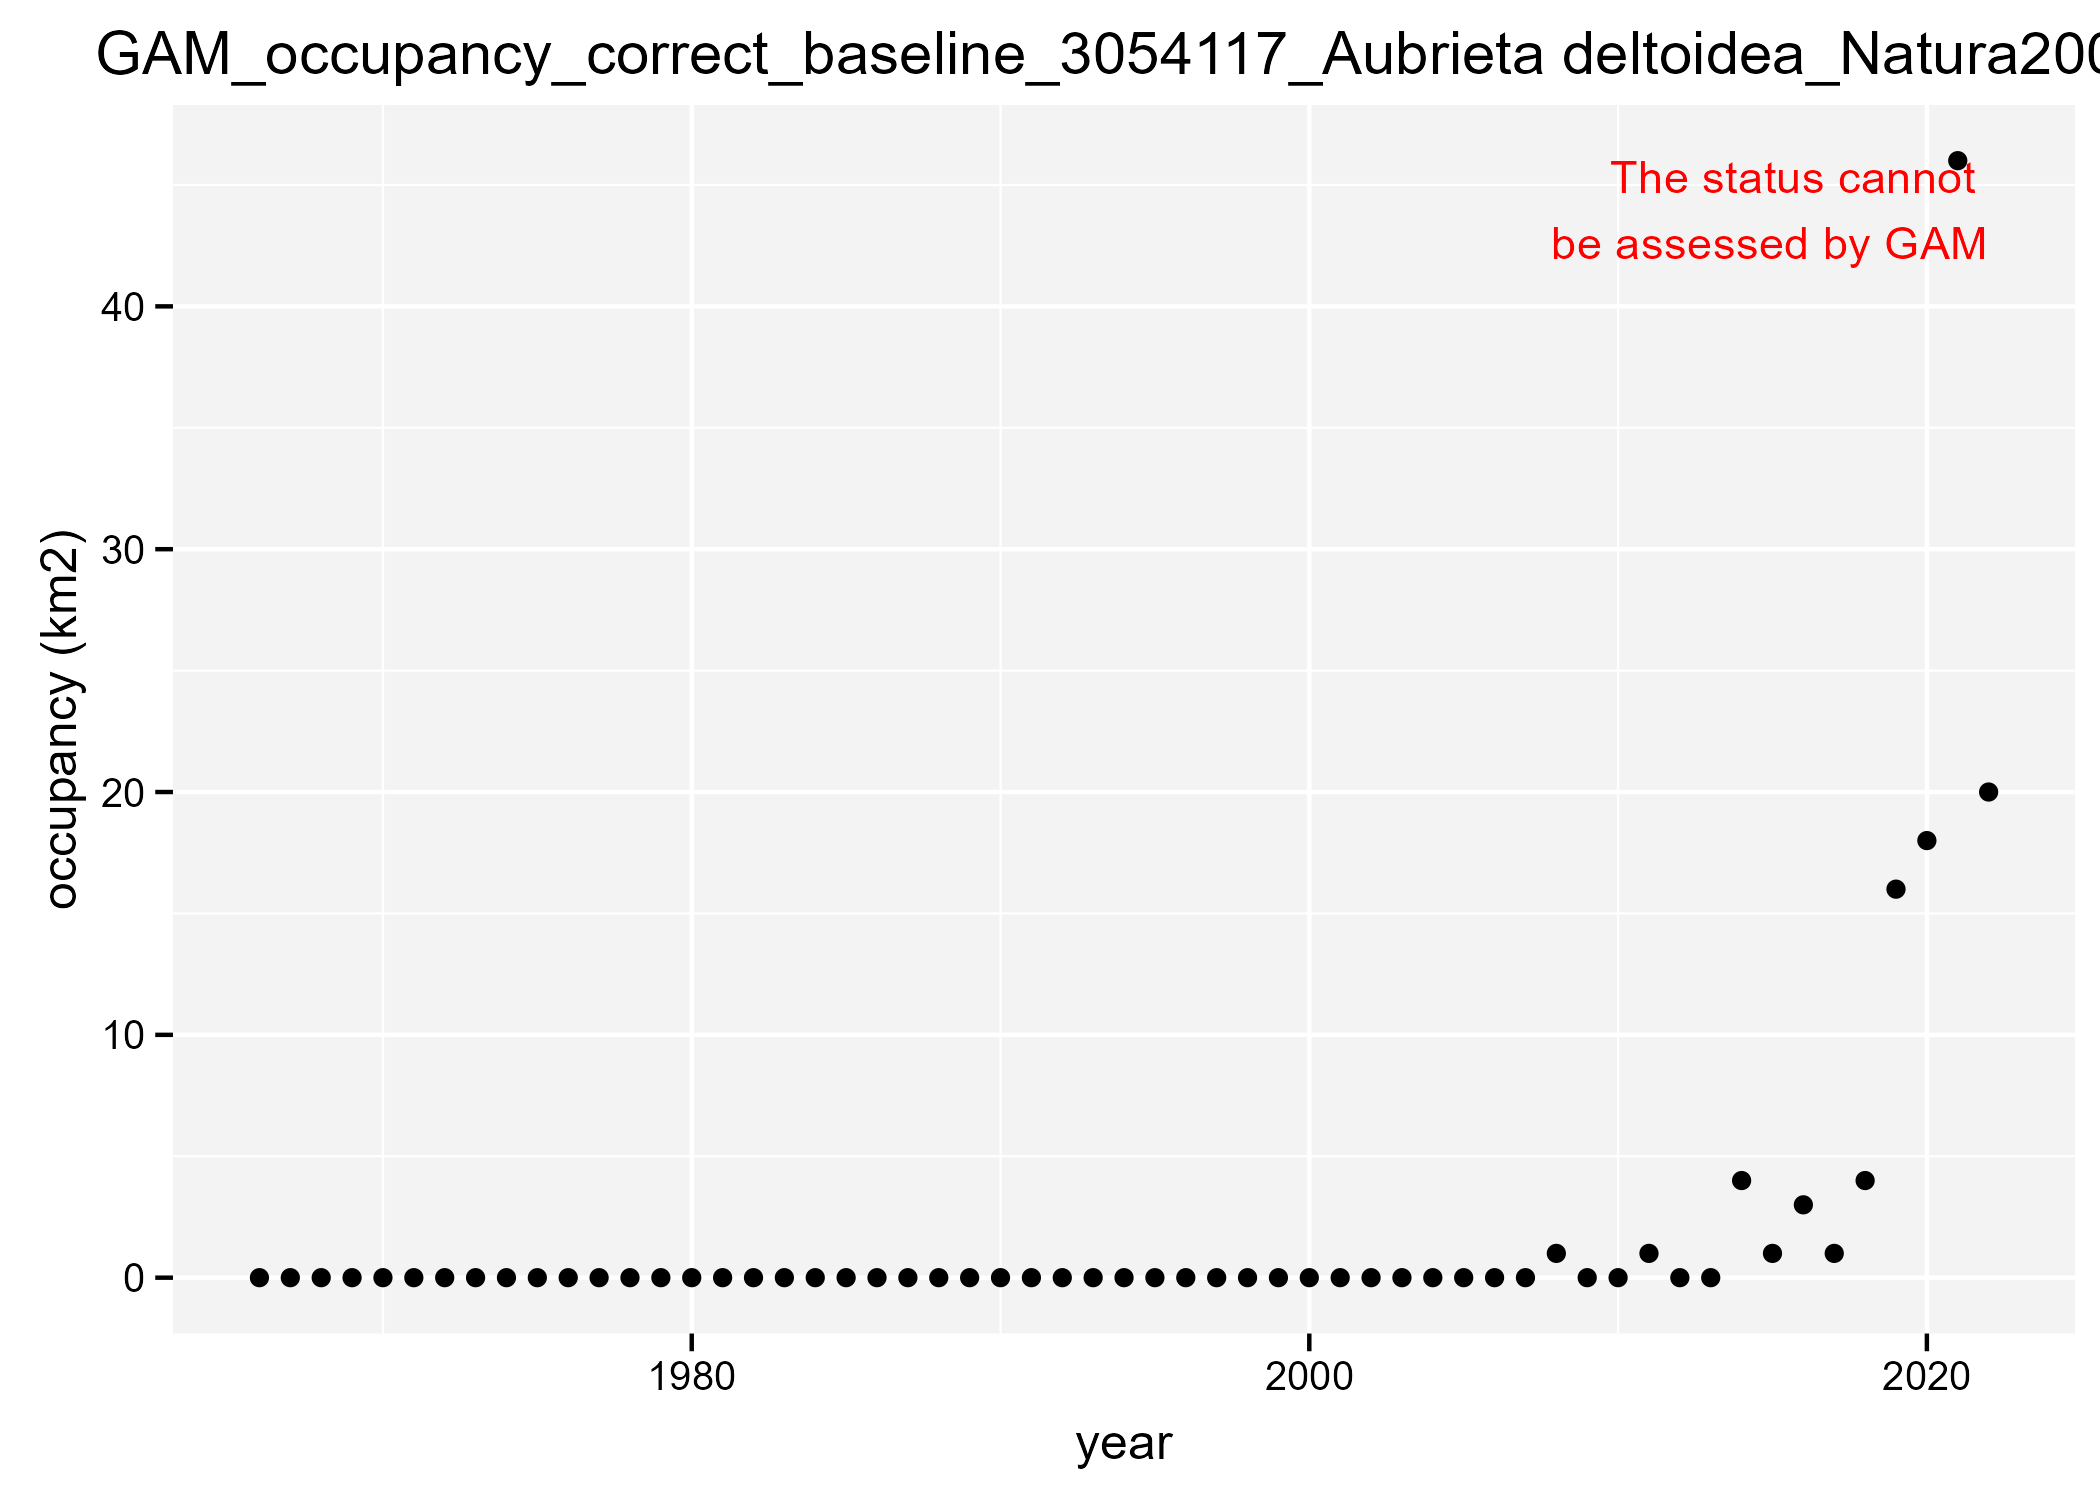 GAM_occupancy_correct_baseline_3054117_Aubrieta deltoidea_Natura200
The status cannot
be assessed by GAM
40
30
20
10
0
occupancy (km2)
1980 2000 2020
year